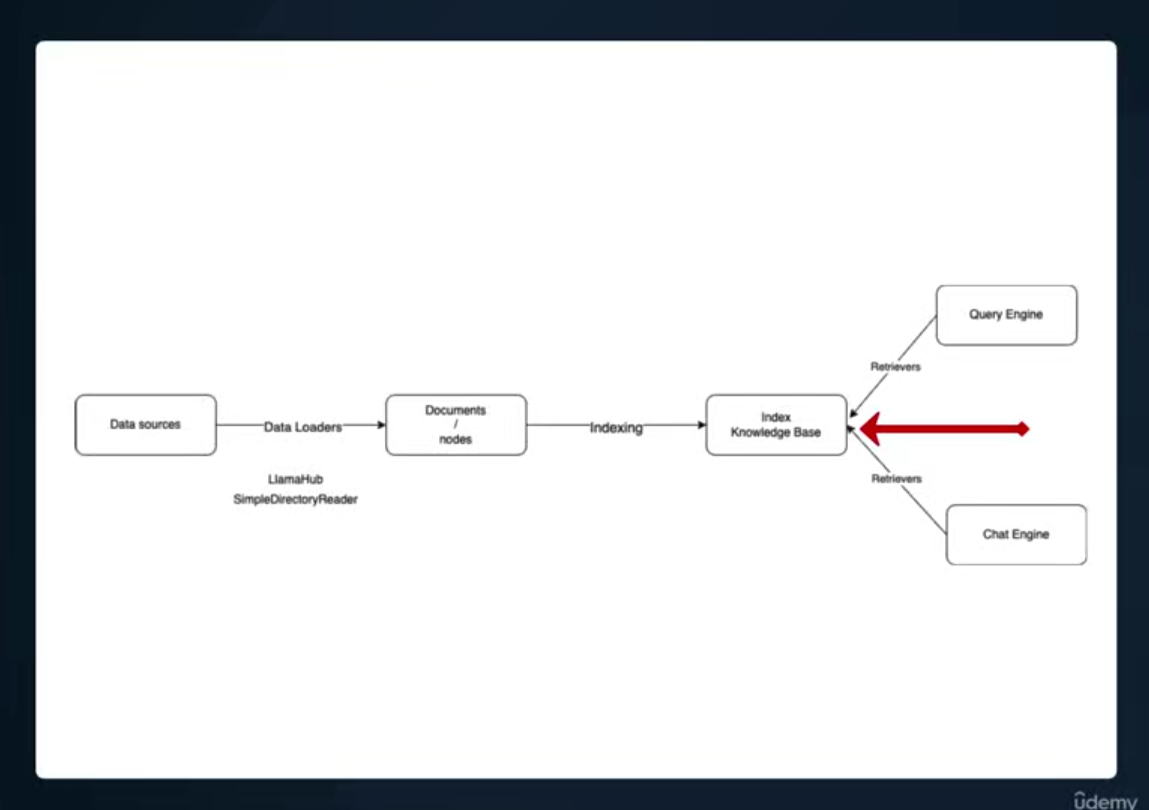 Data sources
Data Loaders
LlamaHub
SimpleDirectoryReader
Documents
/
nodes
Indexing
Index
Knowledge Base
Query Engine
Retrievers
Retrievers
Chat Engine
ûdemy